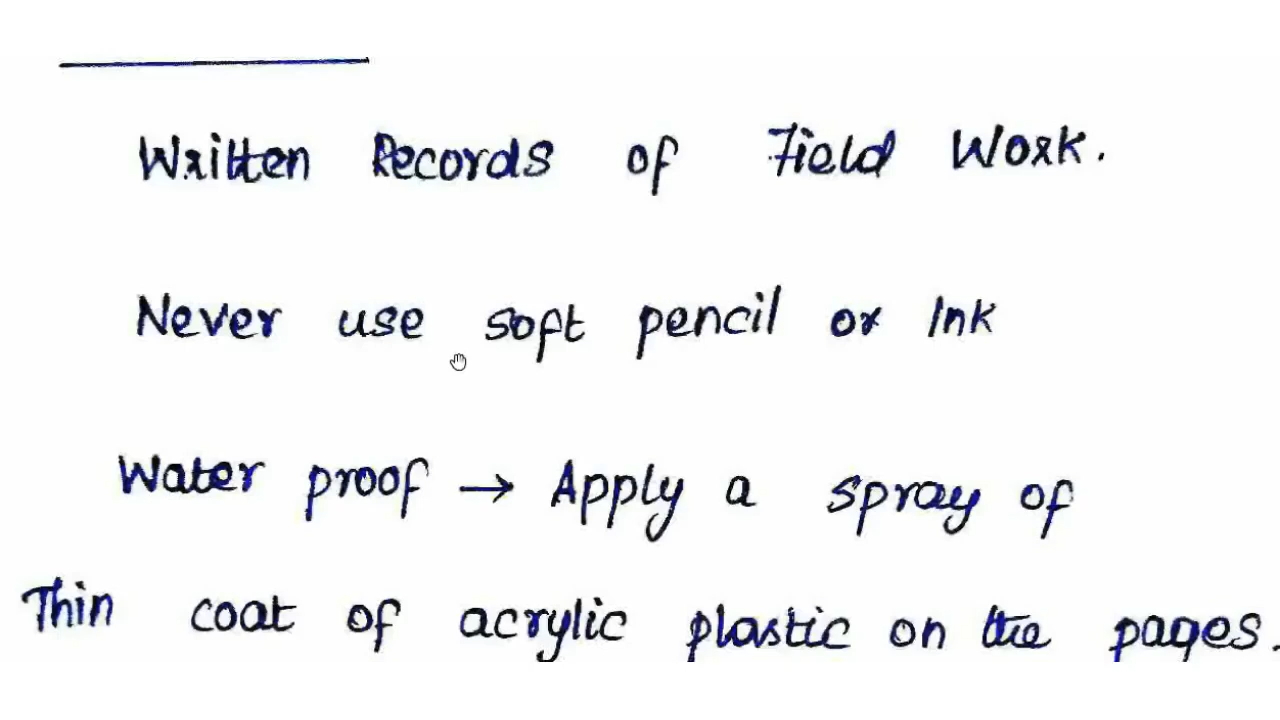 Written Records of Field Work.
Never use soft pencil or Ink
Water proof → Apply a spray of
Thin coat of acrylic plastic on the pages.